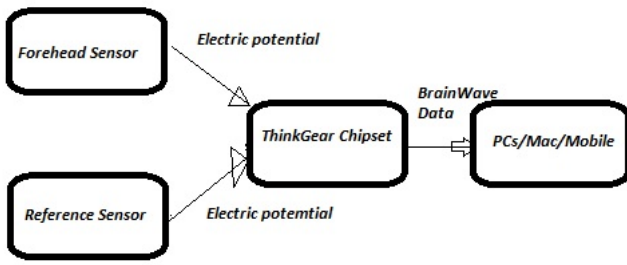 Electric potential
Forehead Sensor
BrainWave
Data
ThinkGear Chipset
PCs/Mac/Mobile
Reference Sensor
Electric potemtial